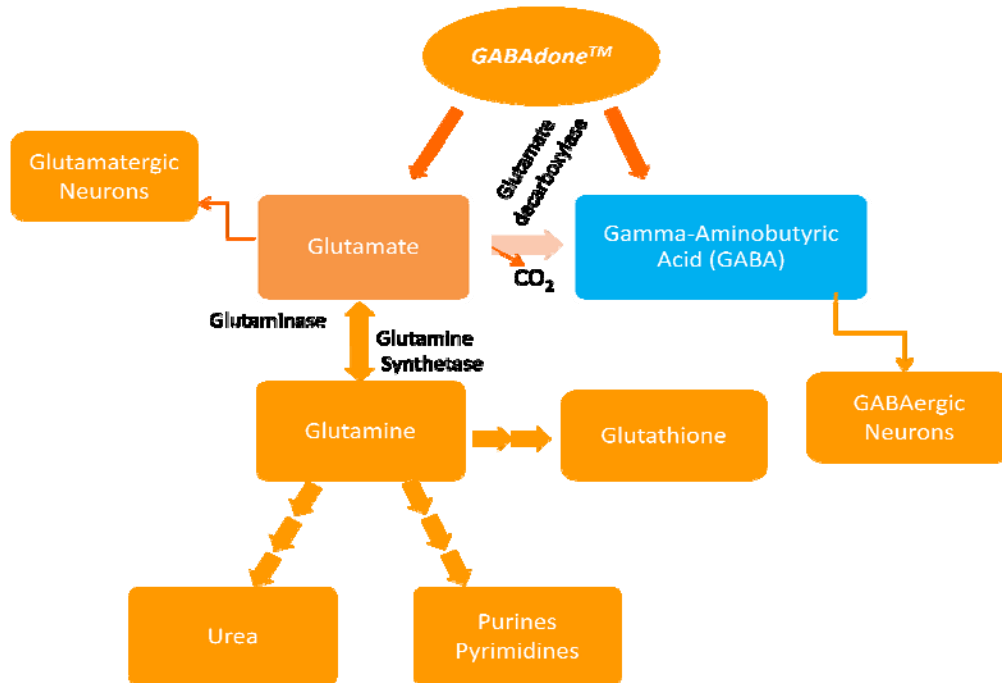 GABAdone™
Glutamatergic
Neurons
Glutamate
decarboxylase
Glutamate
Gamma-Aminobutyric
Acid (GABA)
CO₂
Glutaminase
Glutamine
Synthetase
Glutamine
Glutathione
GABAergic
Neurons
Urea
Purines
Pyrimidines